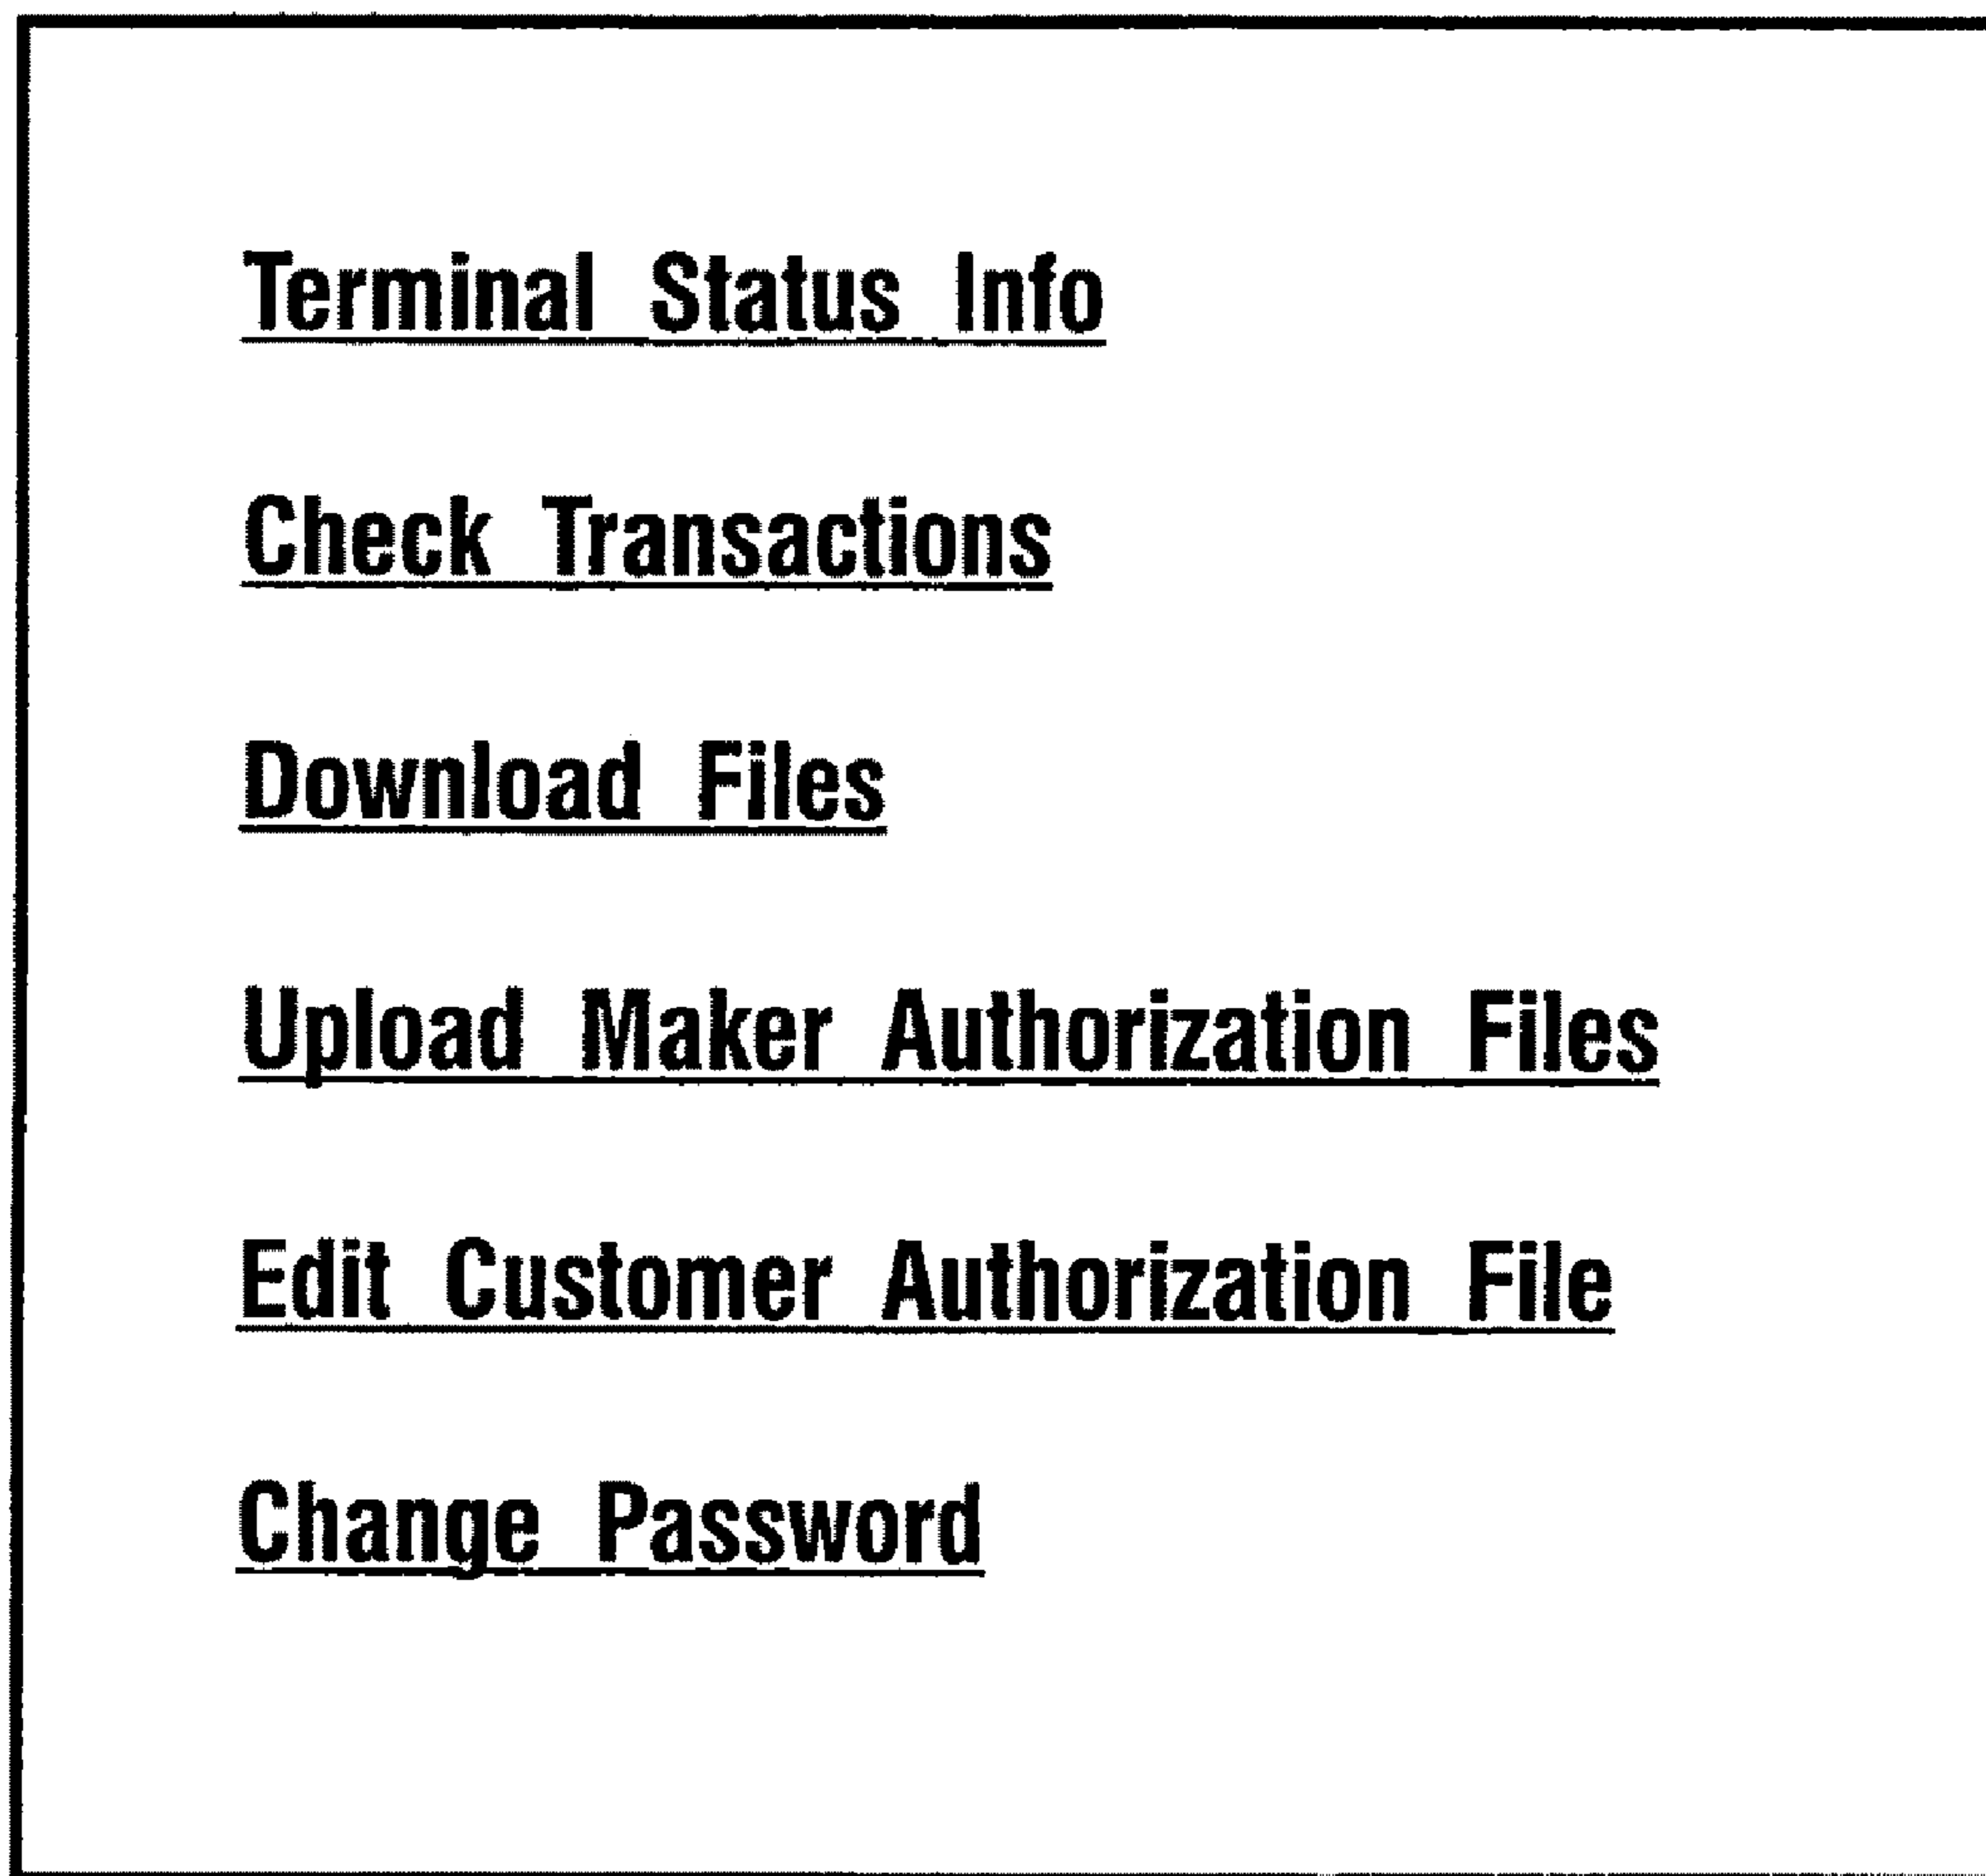 Terminal Status Info
Check Transactions
Download Files
Upload Maker Authorization Files
Edit Customer Authorization File
Change Password